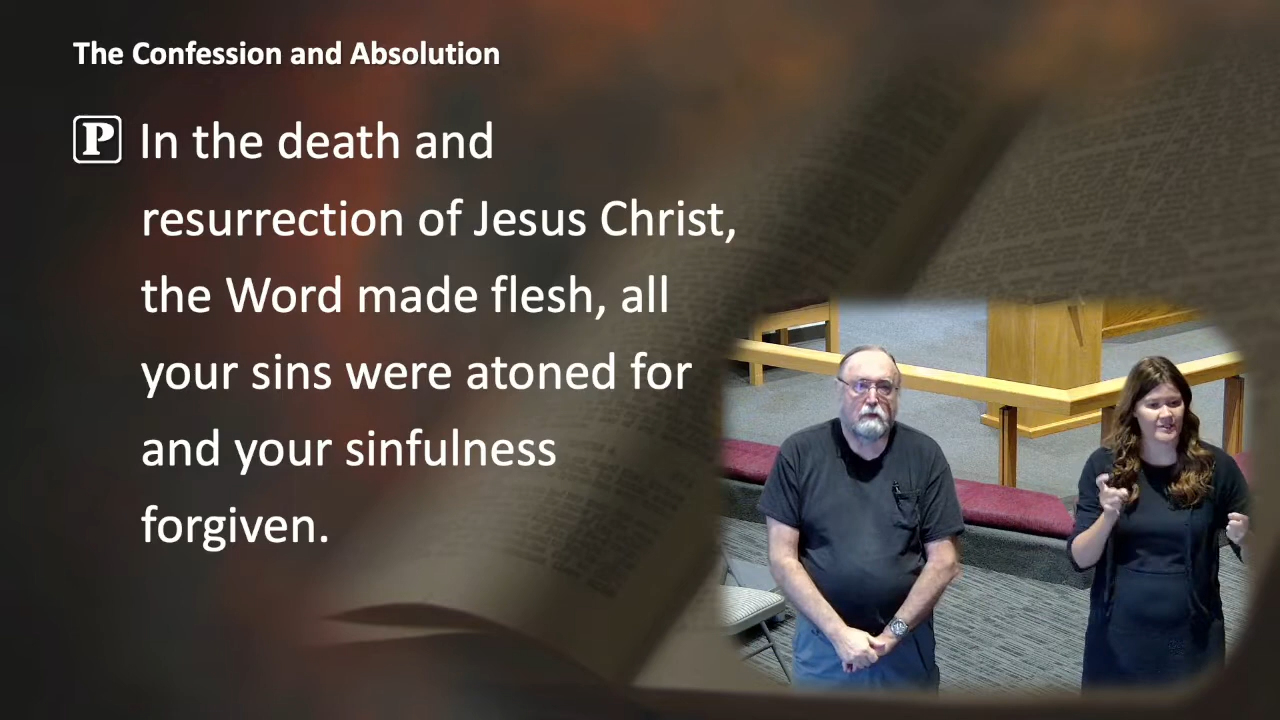 The Confession and Absolution
P In the death and
resurrection of Jesus Christ,
the Word made flesh, all
your sins were atoned for
and your sinfulness
forgiven.